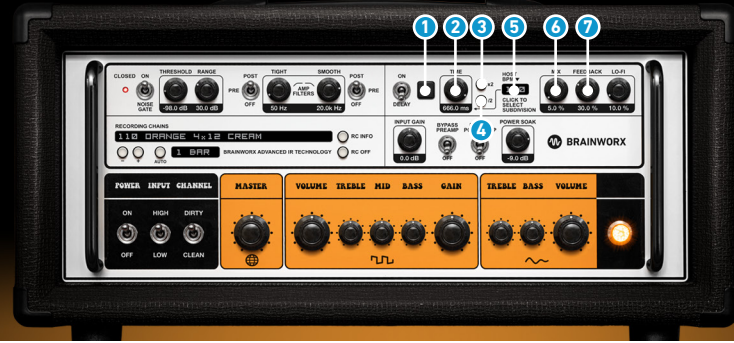 1 2 3 5 6 7
CLOSED ON THRESHOLD RANGE POST TIGHT SMOOTH POST ON TIME x2 HOST MIX FEEDBACK LO-FI
PRE AMP FILTERS PRE BPM
NOISE GATE -98.0 dB 30.0 dB OFF 50 Hz 20.0k Hz OFF DELAY 666.0 ms /2 CLICK TO SELECT SUBDIVISION 5.0 % 30.0 % 10.0 %
4
RECORDING CHAINS
110 ORANGE 4x12 CREAM RC INFO
- + AUTO 1 BAR BRAINWORX ADVANCED IR TECHNOLOGY RC OFF
INPUT GAIN BYPASS PREAMP POWER SOAK
0.0 dB OFF OFF -9.0 dB
BRAINWORX
POWER INPUT CHANNEL MASTER VOLUME TREBLE MID BASS GAIN TREBLE BASS VOLUME
ON HIGH DIRTY
OFF LOW CLEAN